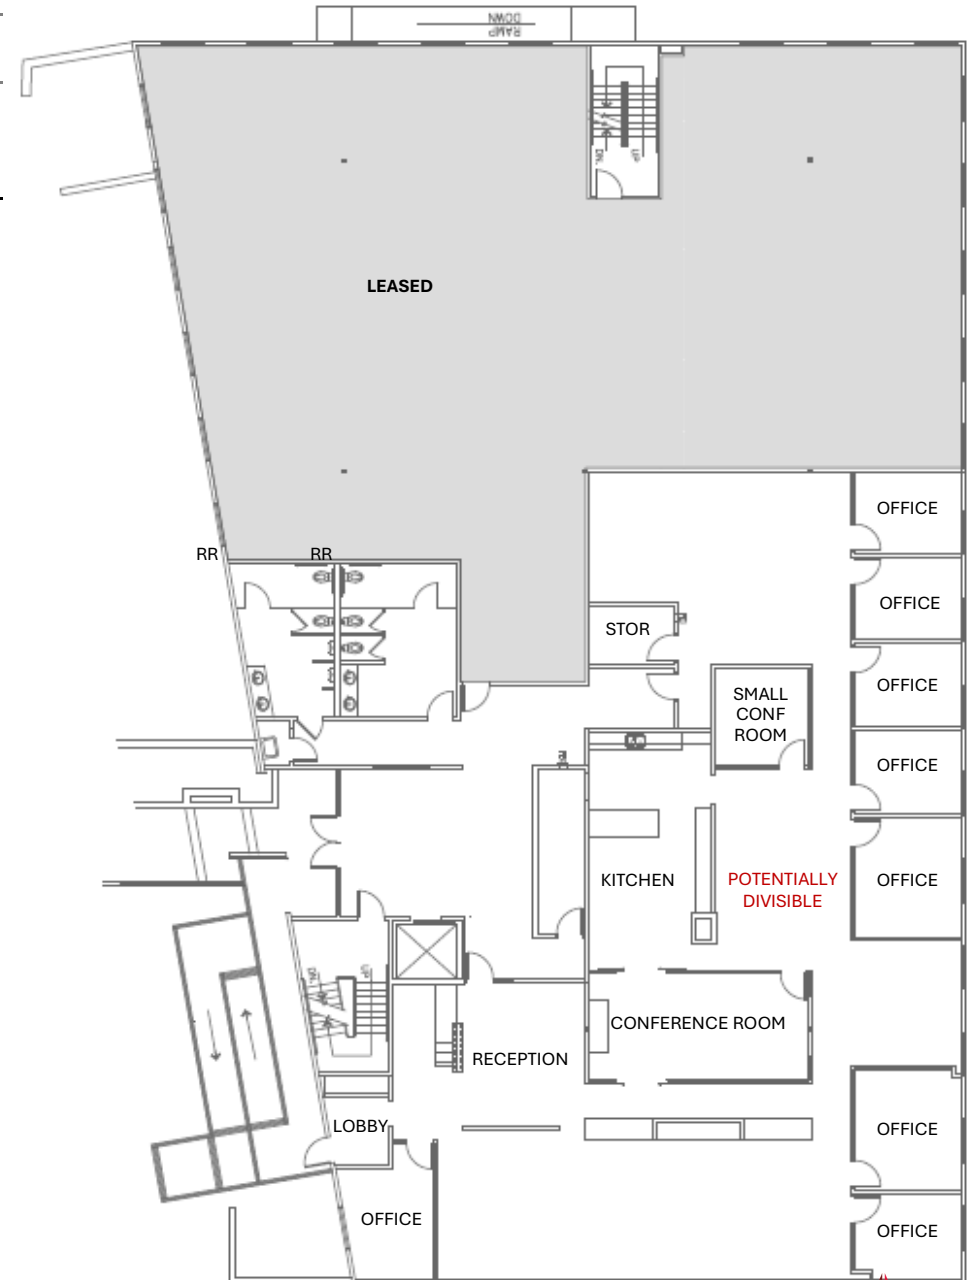 RAMP
DOWN
DN.
UP
LEASED
OFFICE
RR
RR
OFFICE
STOR
OFFICE
SMALL
CONF
ROOM
OFFICE
KITCHEN
POTENTIALLY
DIVISIBLE
OFFICE
DN.
UP
CONFERENCE ROOM
RECEPTION
LOBBY
OFFICE
OFFICE
OFFICE